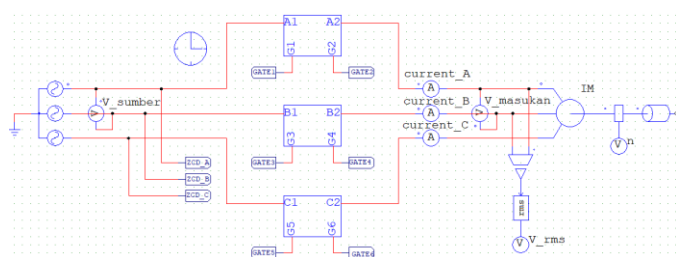 A1 A2
G1 G2
GATE1 GATE2
current_A
V_sumber
V
B1 B2
G3 G4
GATE3 GATE4
current_B
V_masukan
V
current_C
A
A
A
IM
V n
ZCD_A
ZCD_B
ZCD_C
C1 C2
G5 G6
GATE5 GATE6
rms
V V_rms